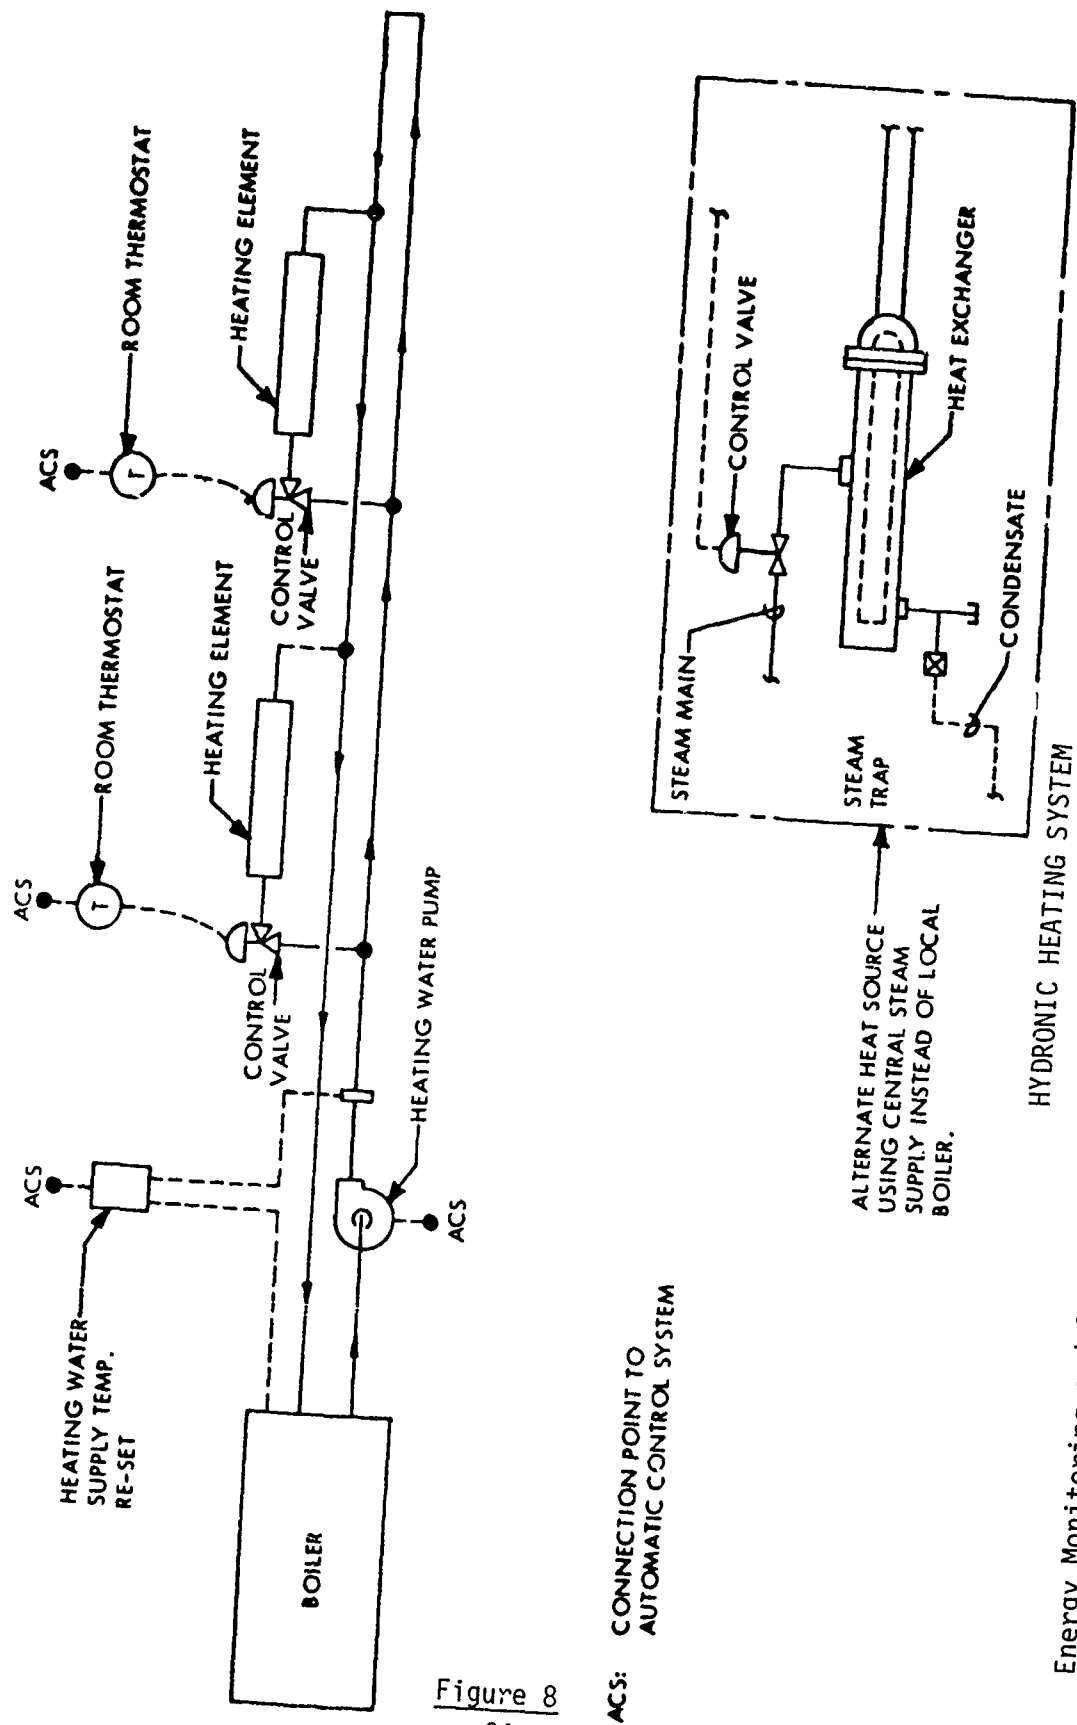 HEATING WATER
SUPPLY TEMP.
RE-SET
ACS
ACS
ROOM THERMOSTAT
ACS
ROOM THERMOSTAT
CONTROL
VALVE
HEATING ELEMENT
CONTROL
VALVE
HEATING ELEMENT
T
T
BOILER
HEATING WATER PUMP
ACS
ACS: CONNECTION POINT TO
AUTOMATIC CONTROL SYSTEM
ALTERNATE HEAT SOURCE
USING CENTRAL STEAM
SUPPLY INSTEAD OF LOCAL
BOILER.
STEAM MAIN
CONTROL VALVE
STEAM
TRAP
HEAT EXCHANGER
CONDENSATE
HYDRONIC HEATING SYSTEM
Energy Monitoring
Figure 8